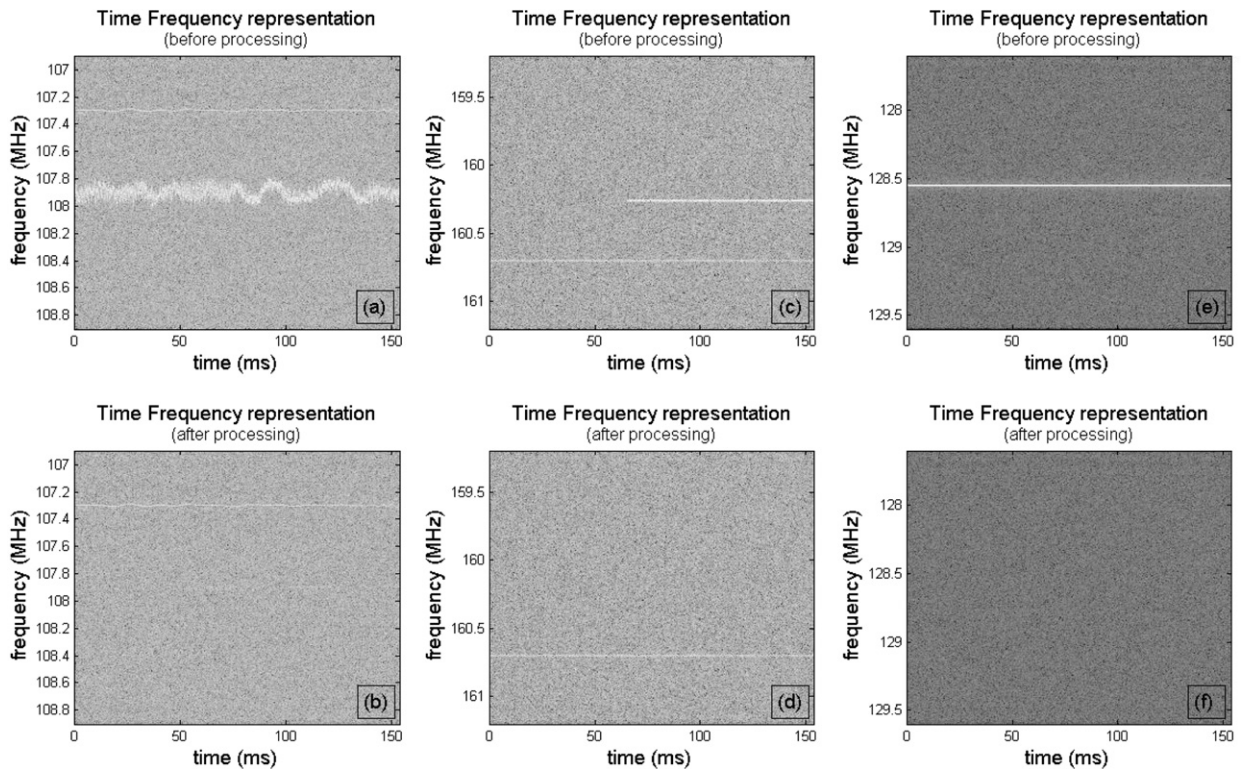 Time Frequency representation
(before processing)
107
107.2
107.4
107.6
107.8
108
108.2
108.4
108.6
108.8
frequency (MHz)
(a)
0
50
100
150
time (ms)
Time Frequency representation
(before processing)
159.5
160
160.5
161
frequency (MHz)
(c)
0
50
100
150
time (ms)
Time Frequency representation
(before processing)
128
128.5
129
129.5
frequency (MHz)
(e)
0
50
100
150
time (ms)
Time Frequency representation
(after processing)
107
107.2
107.4
107.6
107.8
108
108.2
108.4
108.6
108.8
frequency (MHz)
(b)
0
50
100
150
time (ms)
Time Frequency representation
(after processing)
159.5
160
160.5
161
frequency (MHz)
(d)
0
50
100
150
time (ms)
Time Frequency representation
(after processing)
128
128.5
129
129.5
frequency (MHz)
(f)
0
50
100
150
time (ms)